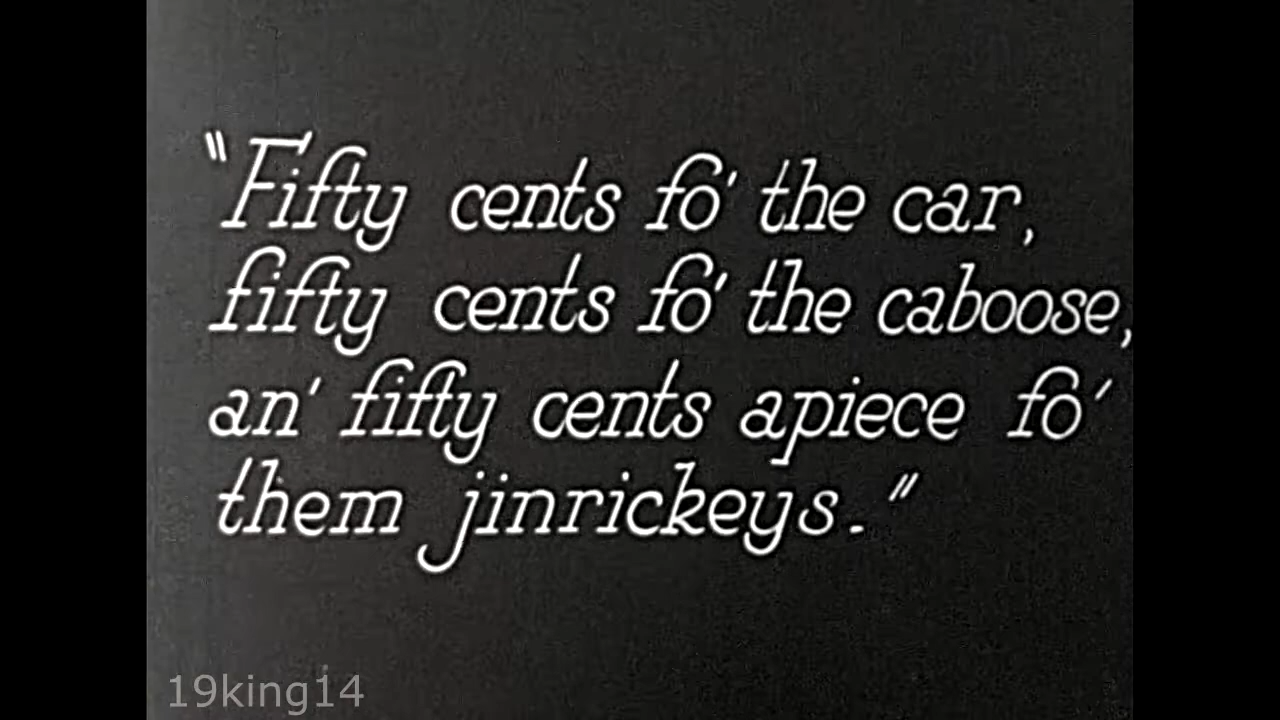 "Fifty cents fo' the car,
fifty cents fo' the caboose,
an' fifty cents apiece fo'
them jinrickeys."
19king14